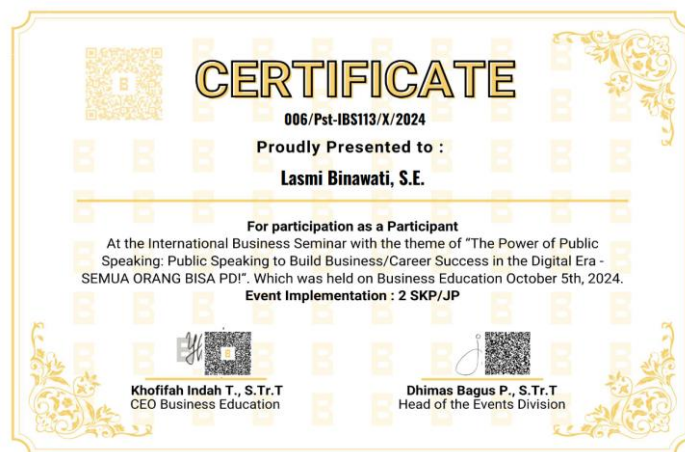 CERTIFICATE
006/Pst-IBS113/X/2024
Proudly Presented to :
Lasmi Binawati, S.E.
For participation as a Participant
At the International Business Seminar with the theme of "The Power of Public
Speaking: Public Speaking to Build Business/Career Success in the Digital Era -
SEMUA ORANG BISA PD!". Which was held on Business Education October 5th, 2024.
Event Implementation : 2 SKP/JP
Khofifah Indah T., S.Tr.T
CEO Business Education
Dhimas Bagus P., S.Tr.T
Head of the Events Division